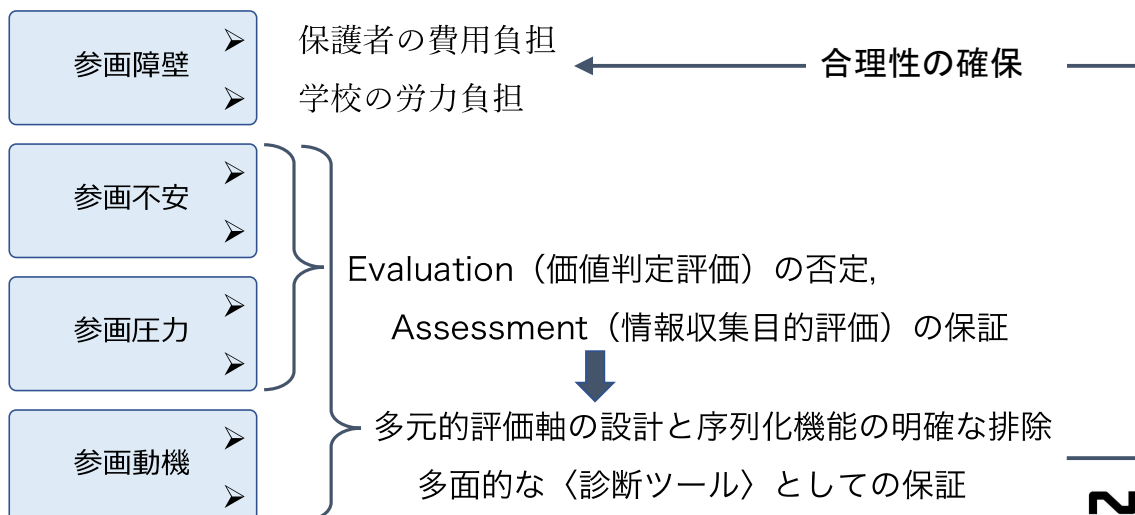 参画障壁
保護者の費用負担
学校の労力負担
合理性の確保
参画不安
Evaluation（価値判定評価）の否定,
参画圧力
Assessment（情報収集目的評価）の保証
多元的評価軸の設計と序列化機能の明確な排除
参画動機
多面的な〈診断ツール〉としての保証